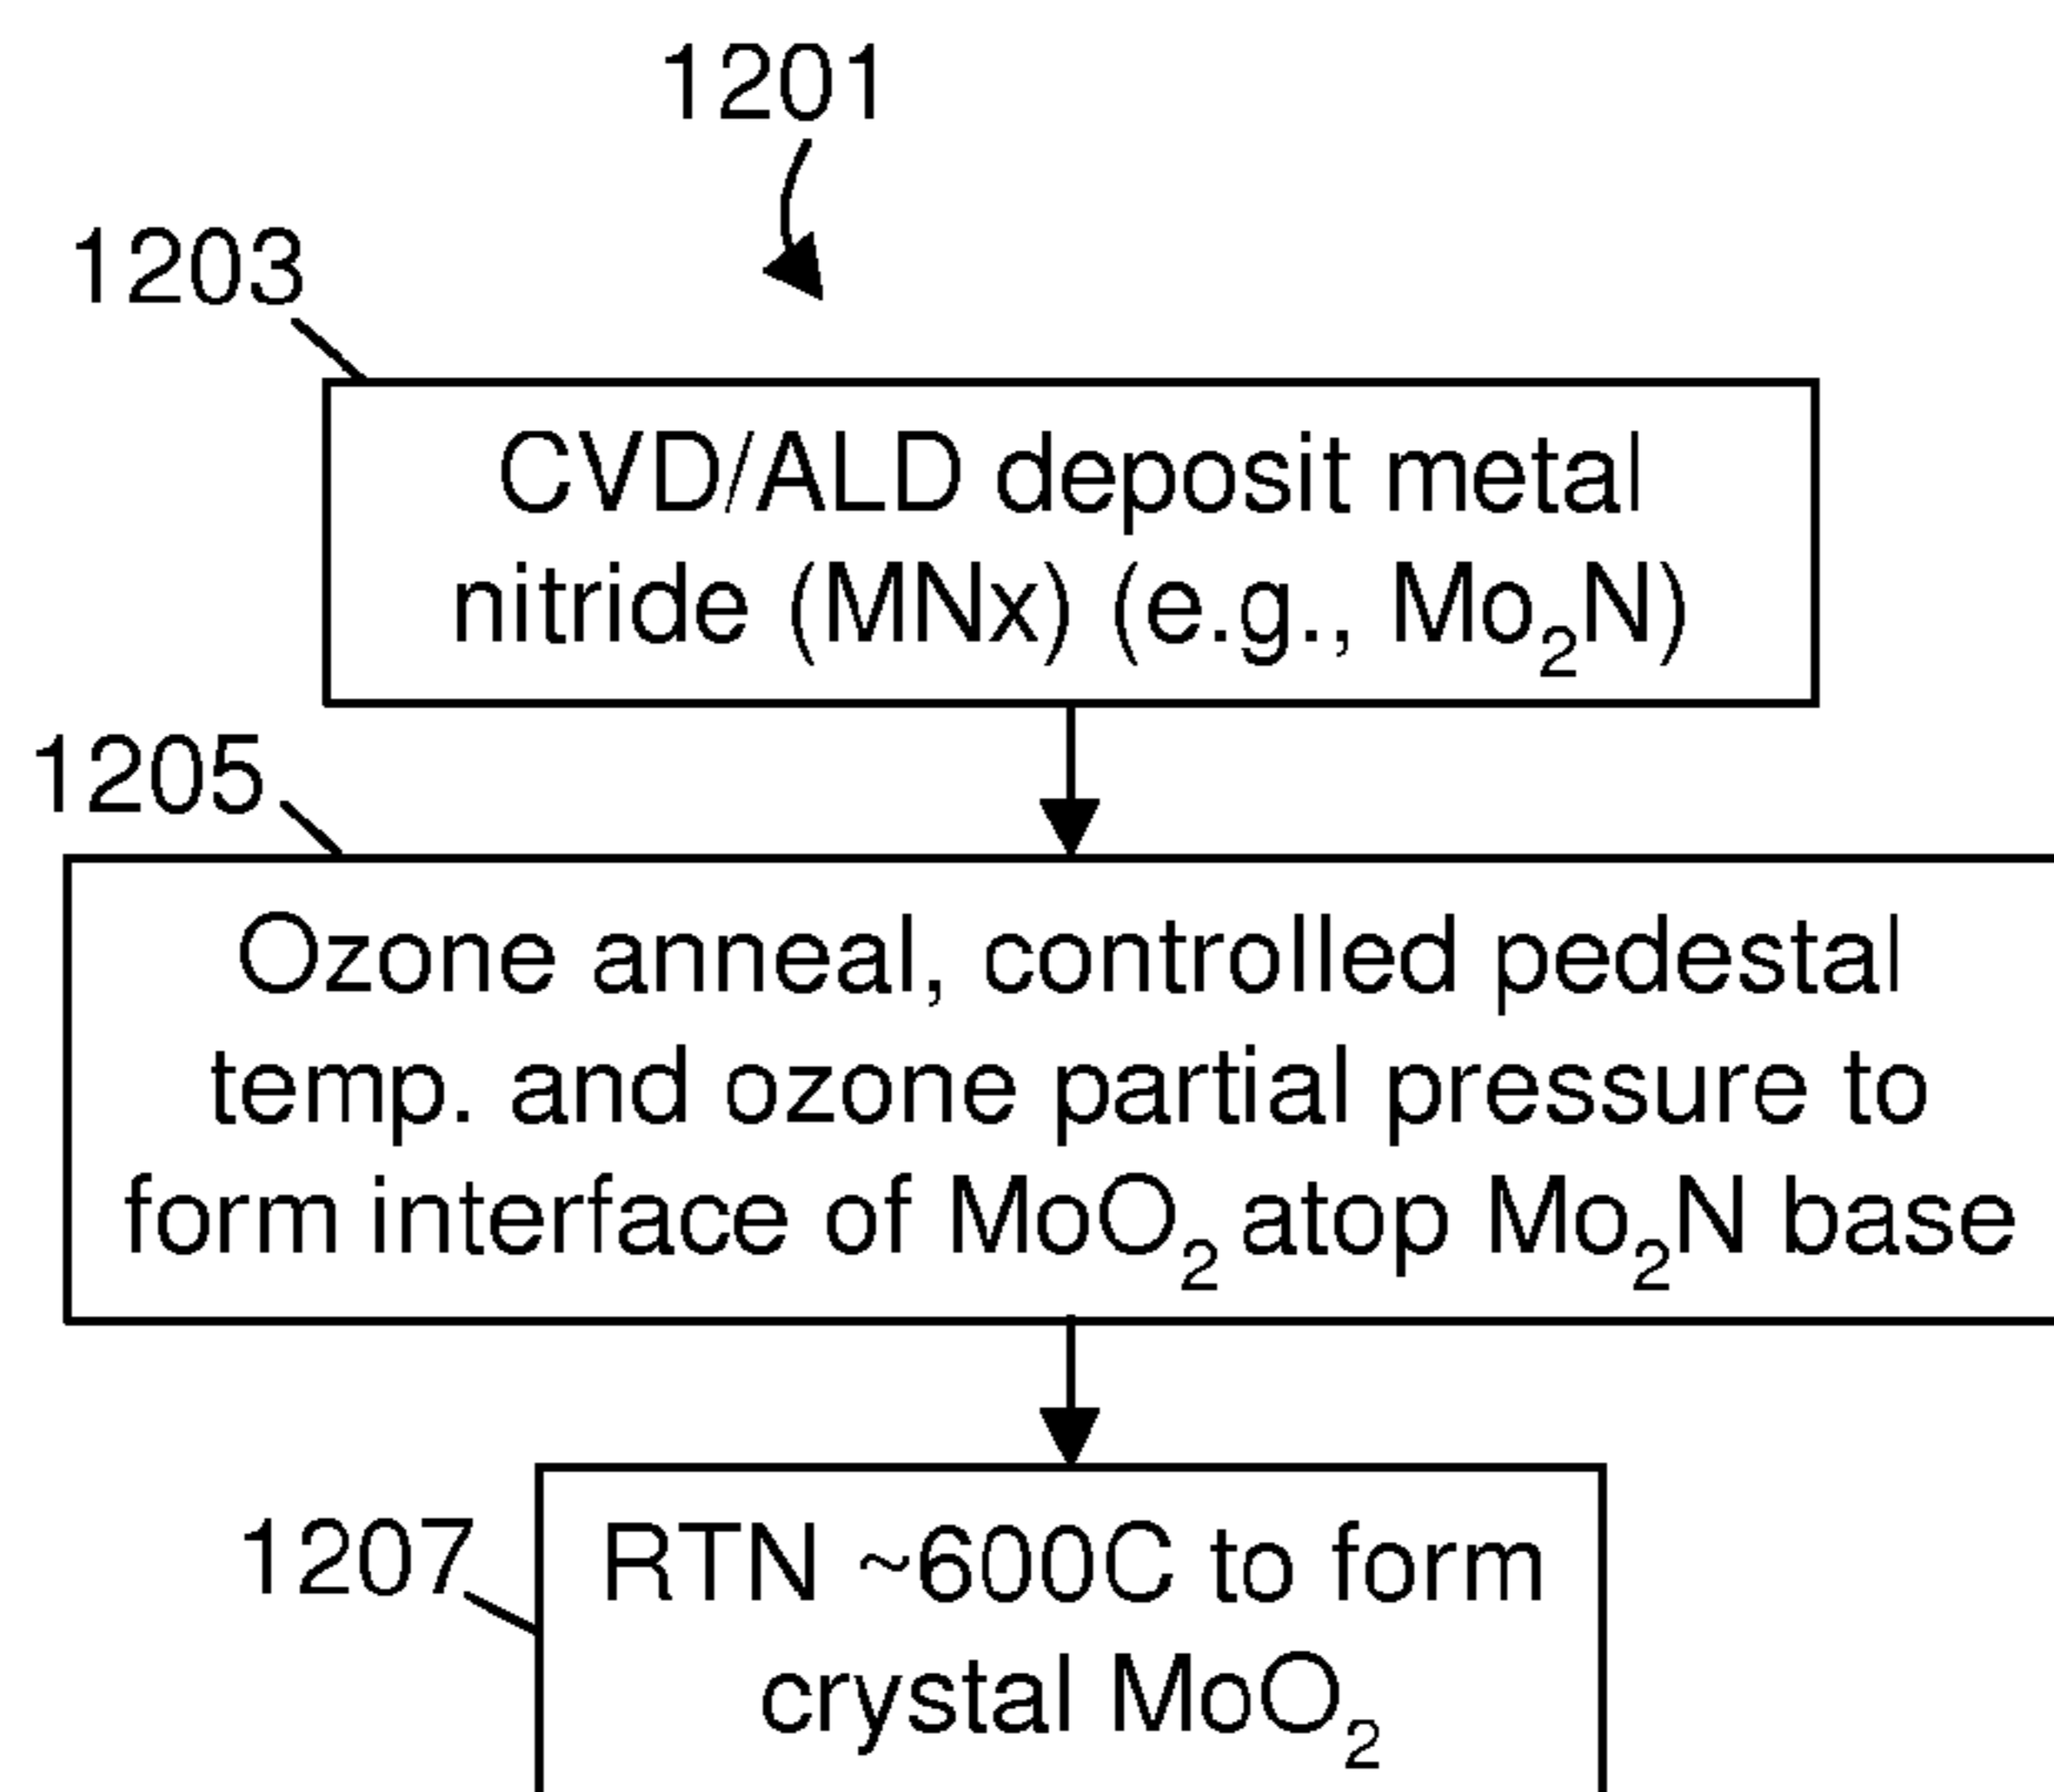 1201
1203
CVD/ALD deposit metal
nitride (MNx) (e.g., Mo₂N)
1205
Ozone anneal, controlled pedestal
temp. and ozone partial pressure to
form interface of MoO₂ atop Mo₂N base
1207
RTN ~600C to form
crystal MoO₂